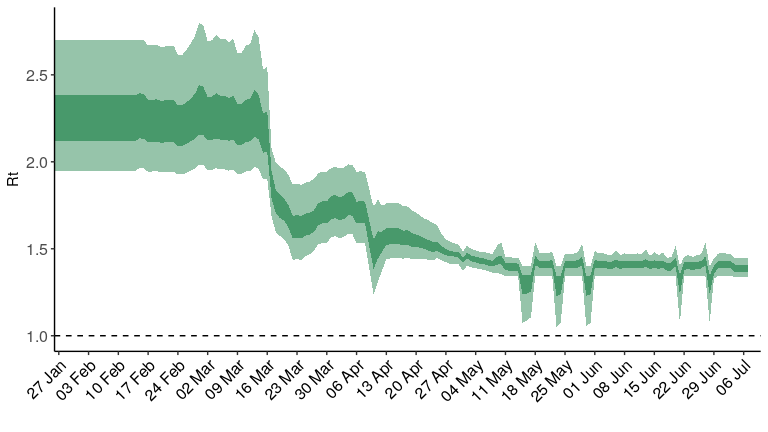 2.5
2.0
1.5
1.0
Rt
27 Jan
03 Feb
10 Feb
17 Feb
24 Feb
02 Mar
09 Mar
16 Mar
23 Mar
30 Mar
06 Apr
13 Apr
20 Apr
27 Apr
04 May
11 May
18 May
25 May
01 Jun
08 Jun
15 Jun
22 Jun
29 Jun
06 Jul